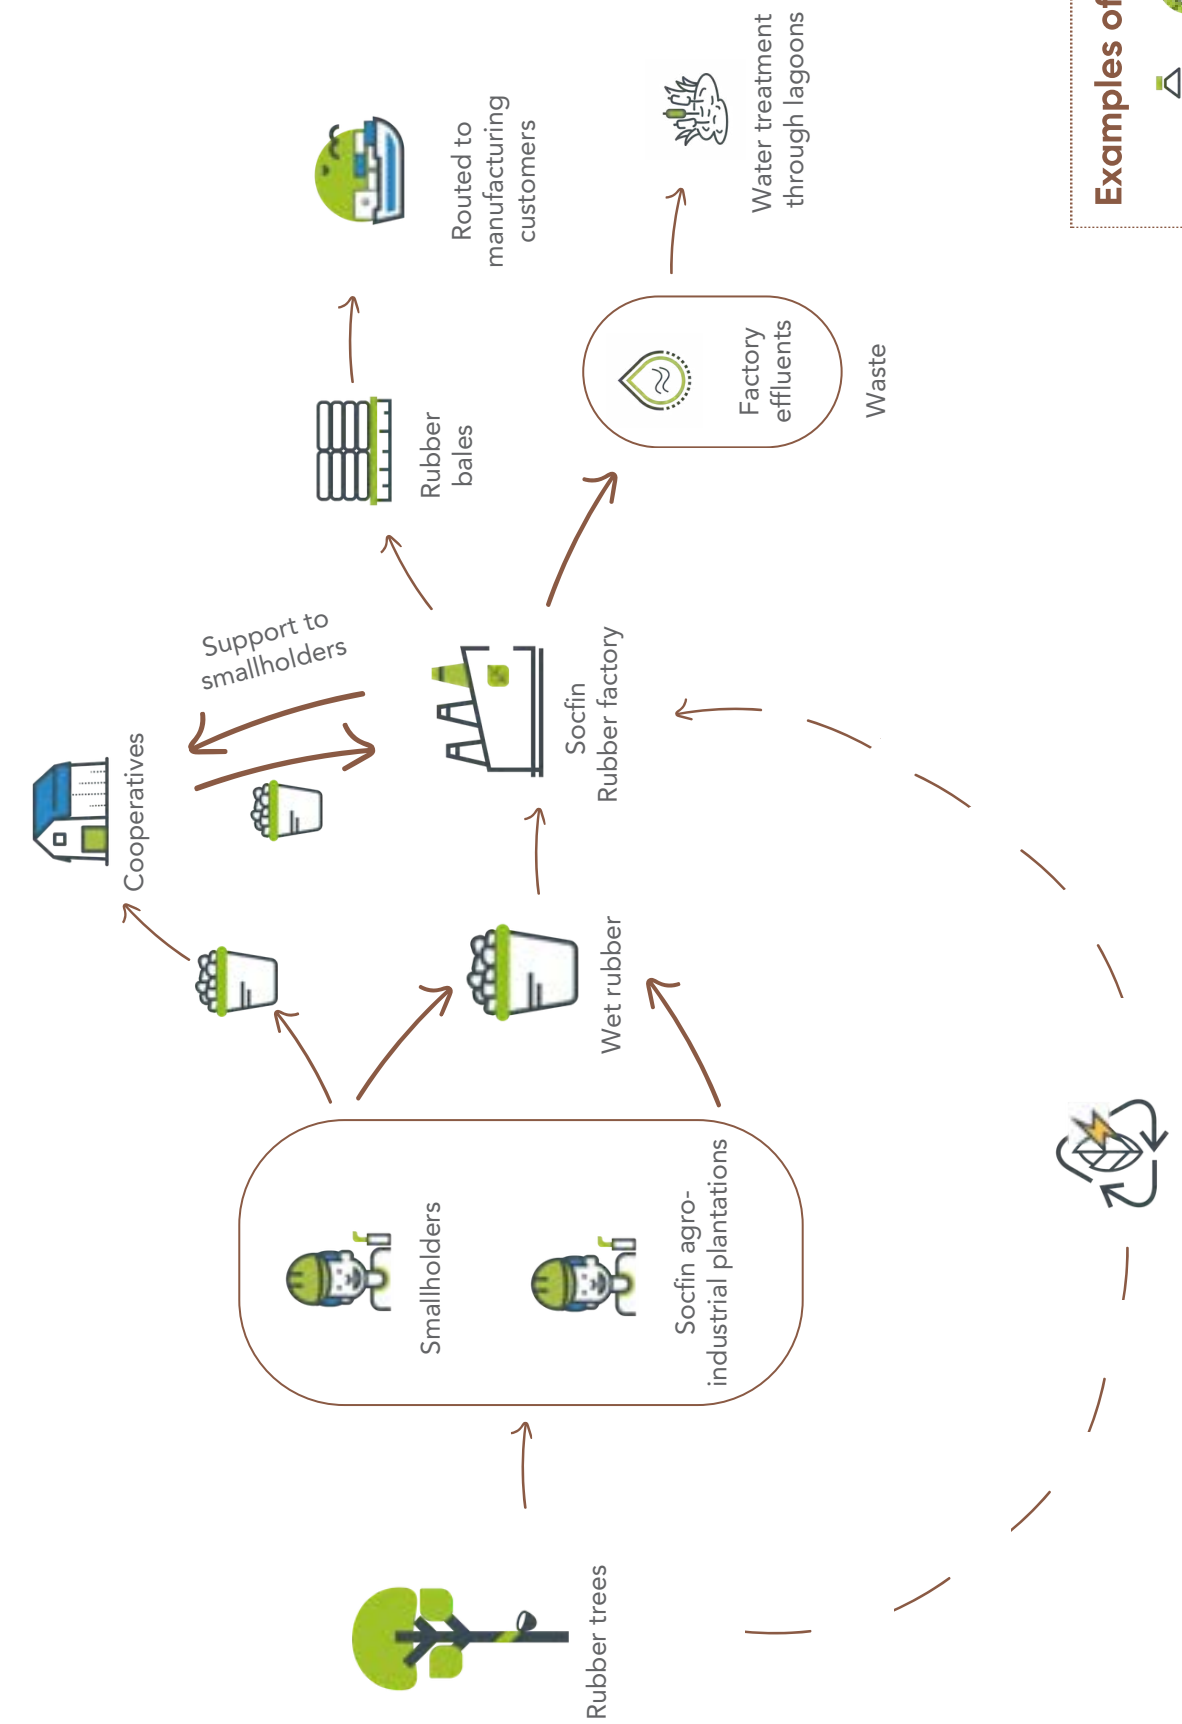 Rubber trees
Smallholders
Socfin agro-
industrial plantations
Wet rubber
Cooperatives
Support to
smallholders
Socfin
Rubber factory
Rubber
bales
Routed to
manufacturing
customers
Factory
effluents
Waste
Water treatment
through lagoons
Examples of